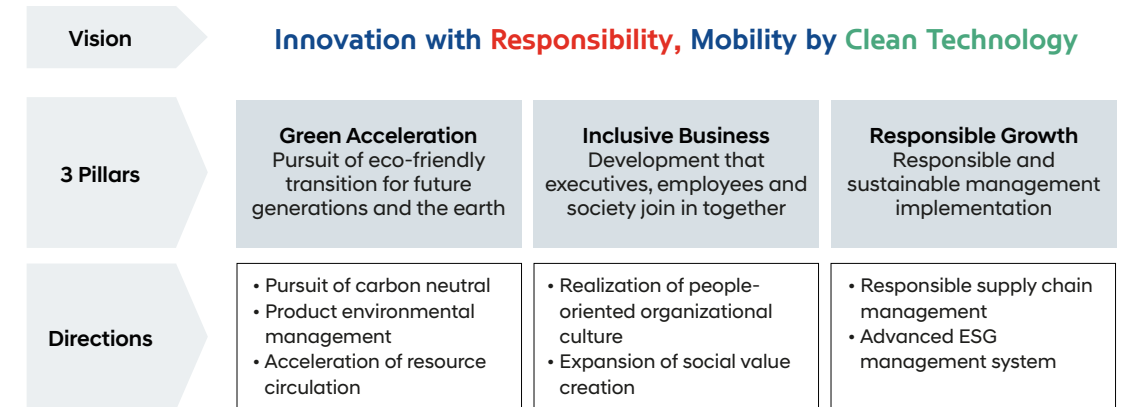 Vision
Innovation with Responsibility, Mobility by Clean Technology
3 Pillars
Green Acceleration
Pursuit of eco-friendly
transition for future
generations and the earth
Inclusive Business
Development that
executives, employees and
society join in together
Responsible Growth
Responsible and
sustainable management
implementation
Directions
• Pursuit of carbon neutral
• Product environmental
management
• Acceleration of resource
circulation
• Realization of people-
oriented organizational
culture
• Expansion of social value
creation
• Responsible supply chain
management
• Advanced ESG
management system